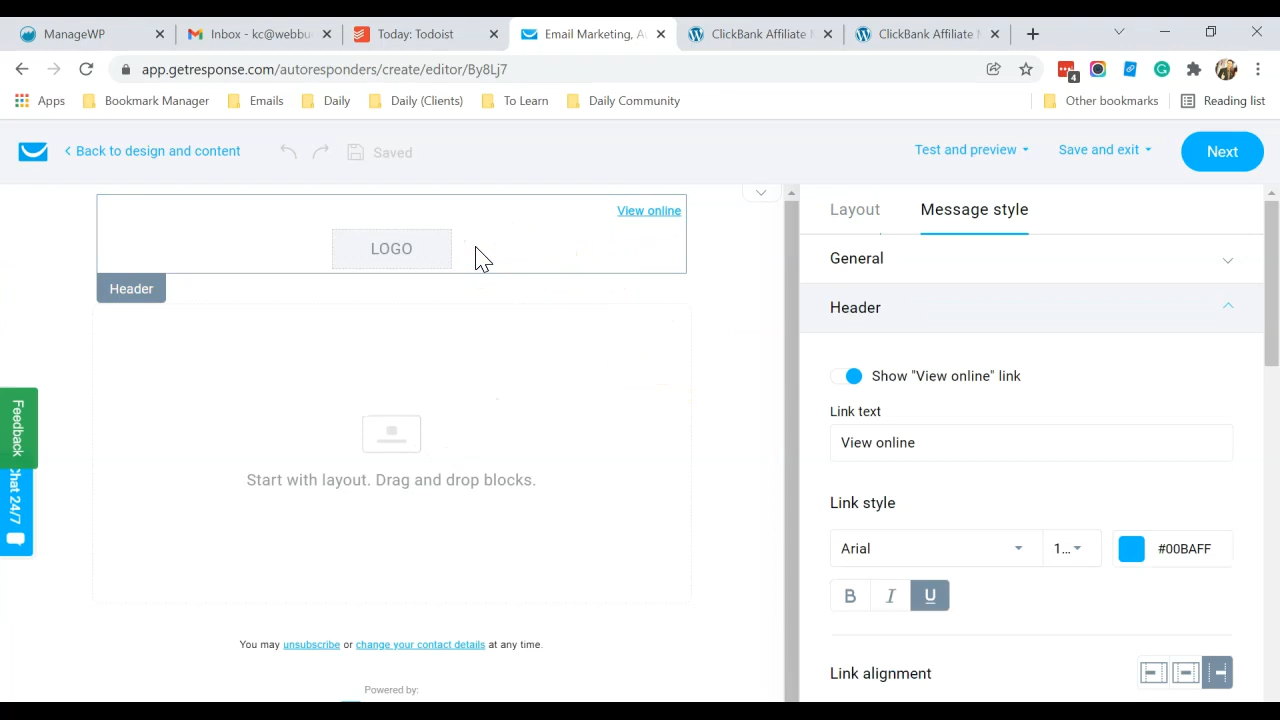 ManageWP
Inbox - kc@webbu
Today: Todoist
Email Marketing, A
ClickBank Affiliate M
ClickBank Affiliate M
app.getresponse.com/autoresponders/create/editor/By8Lj7
4
Apps
Bookmark Manager
Emails
Daily
Daily (Clients)
To Learn
Daily Community
Other bookmarks
Reading list
< Back to design and content
Saved
Test and preview
Save and exit
Next
View online
LOGO
Header
Start with layout. Drag and drop blocks.
You may unsubscribe or change your contact details at any time.
Powered by:
Feedback
Chat 24/7
Layout
Message style
General
Header
Show "View online" link
Link text
View online
Link style
Arial
1...
#00BAFF
B
I
U
Link alignment